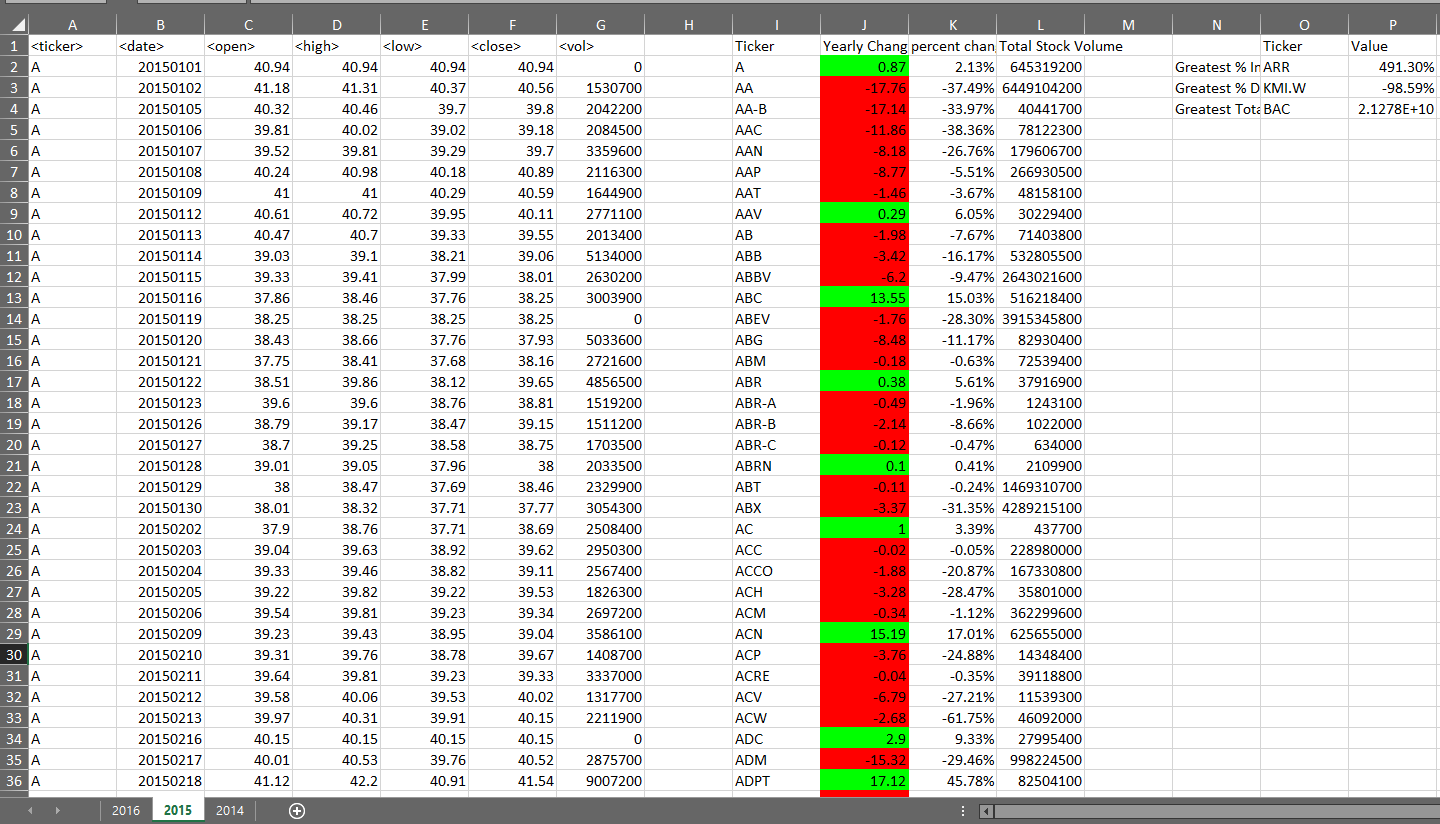 A B C D E F G H I J K L M N O P
1 <ticker> <date> <open> <high> <low> <close> <vol> Ticker Yearly Chang percent chan Total Stock Volume Ticker Value
2 A 20150101 40.94 40.94 40.94 40.94 0 A 0.87 2.13% 645319200 Greatest % In ARR 491.30%
3 A 20150102 41.18 41.31 40.37 40.56 1530700 AA -17.76 -37.49% 6449104200 Greatest % D KMI.W -98.59%
4 A 20150105 40.32 40.46 39.7 39.8 2042200 AA-B -17.14 -33.97% 40441700 Greatest Tota BAC 2.1278E+10
5 A 20150106 39.81 40.02 39.02 39.18 2084500 AAC -11.86 -38.36% 78122300
6 A 20150107 39.52 39.81 39.29 39.7 3359600 AAN -8.18 -26.76% 179606700
7 A 20150108 40.24 40.98 40.18 40.89 2116300 AAP -8.77 -5.51% 266930500
8 A 20150109 41 41 40.29 40.59 1644900 AAT -1.46 -3.67% 48158100
9 A 20150112 40.61 40.72 39.95 40.11 2771100 AAV 0.29 6.05% 30229400
10 A 20150113 40.47 40.7 39.33 39.55 2013400 AB -1.98 -7.67% 71403800
11 A 20150114 39.03 39.1 38.21 39.06 5134000 ABB -3.42 -16.17% 532805500
12 A 20150115 39.33 39.41 37.99 38.01 2630200 ABBV -6.2 -9.47% 2643021600
13 A 20150116 37.86 38.46 37.76 38.25 3003900 ABC 13.55 15.03% 516218400
14 A 20150119 38.25 38.25 38.25 38.25 0 ABEV -1.76 -28.30% 3915345800
15 A 20150120 38.43 38.66 37.76 37.93 5033600 ABG -8.48 -11.17% 82930400
16 A 20150121 37.75 38.41 37.68 38.16 2721600 ABM -0.18 -0.63% 72539400
17 A 20150122 38.51 39.86 38.12 39.65 4856500 ABR 0.38 5.61% 37916900
18 A 20150123 39.6 39.6 38.76 38.81 1519200 ABR-A -0.49 -1.96% 1243100
19 A 20150126 38.79 39.17 38.47 39.15 1511200 ABR-B -2.14 -8.66% 1022000
20 A 20150127 38.7 39.25 38.58 38.75 1703500 ABR-C -0.12 -0.47% 634000
21 A 20150128 39.01 39.05 37.96 38 2033500 ABRN 0.1 0.41% 2109900
22 A 20150129 38 38.47 37.69 38.46 2329900 ABT -0.11 -0.24% 1469310700
23 A 20150130 38.01 38.32 37.71 37.77 3054300 ABX -3.37 -31.35% 4289215100
24 A 20150202 37.9 38.76 37.71 38.69 2508400 AC 1 3.39% 437700
25 A 20150203 39.04 39.63 38.92 39.62 2950300 ACC -0.02 -0.05% 228980000
26 A 20150204 39.33 39.46 38.82 39.11 2567400 ACCO -1.88 -20.87% 167330800
27 A 20150205 39.22 39.82 39.22 39.53 1826300 ACH -3.28 -28.47% 35801000
28 A 20150206 39.54 39.81 39.23 39.34 2697200 ACM -0.34 -1.12% 362299600
29 A 20150209 39.23 39.43 38.95 39.04 3586100 ACN 15.19 17.01% 625655000
30 A 20150210 39.31 39.76 38.78 39.67 1408700 ACP -3.76 -24.88% 14348400
31 A 20150211 39.64 39.81 39.23 39.33 3337000 ACRE -0.04 -0.35% 39118800
32 A 20150212 39.58 40.06 39.53 40.02 1317700 ACV -6.79 -27.21% 11539300
33 A 20150213 39.97 40.31 39.91 40.15 2211900 ACW -2.68 -61.75% 46092000
34 A 20150216 40.15 40.15 40.15 40.15 0 ADC 2.9 9.33% 27995400
35 A 20150217 40.01 40.53 39.76 40.52 2875700 ADM -15.32 -29.46% 998224500
36 A 20150218 41.12 42.2 40.91 41.54 9007200 ADPT 17.12 45.78% 82504100
2016 2015 2014